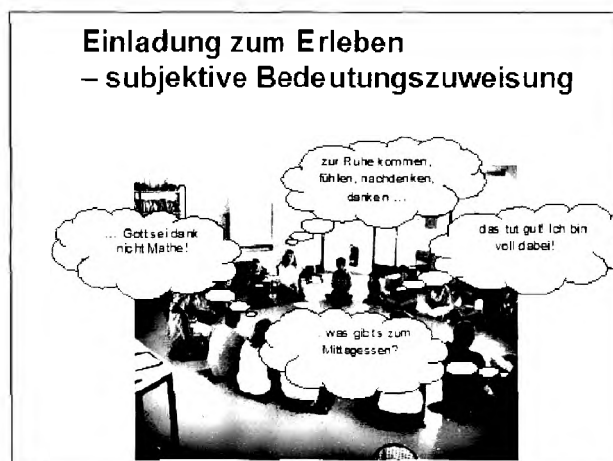 Einladung zum Erleben
– subjektive Bedeutungszuweisung
zur Ruhe kommen,
fühlen, nachdenken,
danken ...
... Gott sei dank
nicht Mathe!
das tut gut! Ich bin
voll dabei!
..was gibt's zum
Mittagessen?